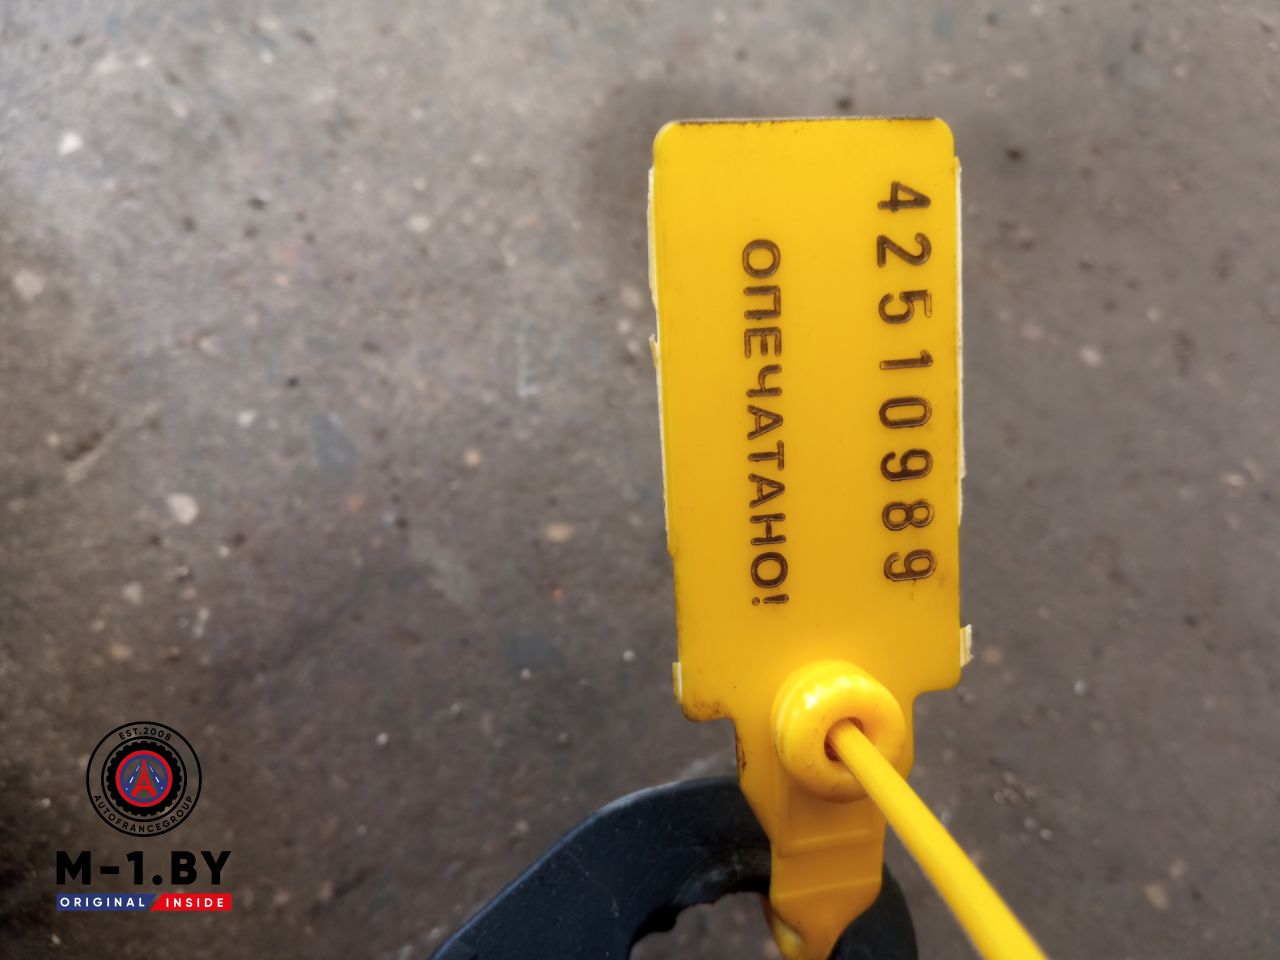 42510989
ОПЕЧАТАНО!
EST.2008
AUTOFRANCEGROUP
M-1.BY
ORIGINAL INSIDE